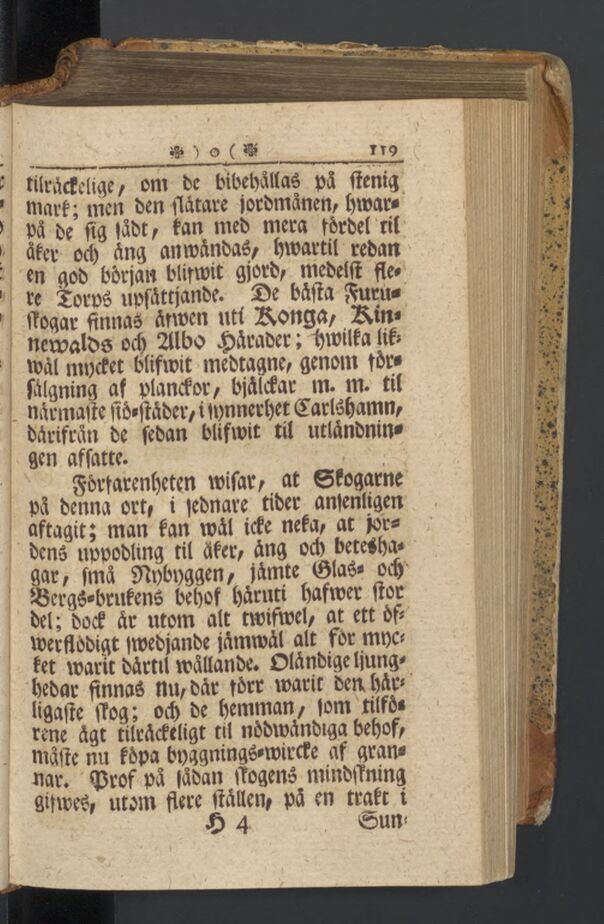 ❉ ) o ( ❉ 119
tilräckelige, om de bibehållas på stenig
mark; men den slätare jordmånen, hwar-
på de sig sådt, kan med mera fördel til
åker och äng anwändas, hwartil redan
en god början blifwit gjord, medelst fle-
re Torps upsättjande. De bästa Furu-
skogar finnas äfwen uti Konga, Kin-
newalds och Albo Härader; hwilka lik-
wäl mycket blifwit medtagne, genom för-
sälgning af planckor, bjälckar m. m. til
närmaste siö-städer, i synnerhet Carlshamn,
därifrån de sedan blifwit til utländnin-
gen afsatte.
Förfarenheten wisar, at Skogarne
på denna ort, i sednare tider ansenligen
aftagit; man kan wäl icke neka, at jor-
dens uppodling til åker, äng och betesha-
gar, små Nybyggen, jämte Glas- och
Bergs-brukens behof häruti hafwer stor
del; dock är utom alt twifwel, at ett öf-
werflödigt swedjande jämwäl alt för myc-
ket warit därtil wållande. Oländige ljung-
hedar finnas nu, där förr warit den här-
ligaste skog; och de hemman, som tilfö-
rene ägt tilräckeligt til nödwändiga behof,
måste nu köpa byggnings-wircke af gran-
nar. Prof på sådan skogens mindskning
gifwes, utom flere ställen, på en trakt i
H 4 Sun-